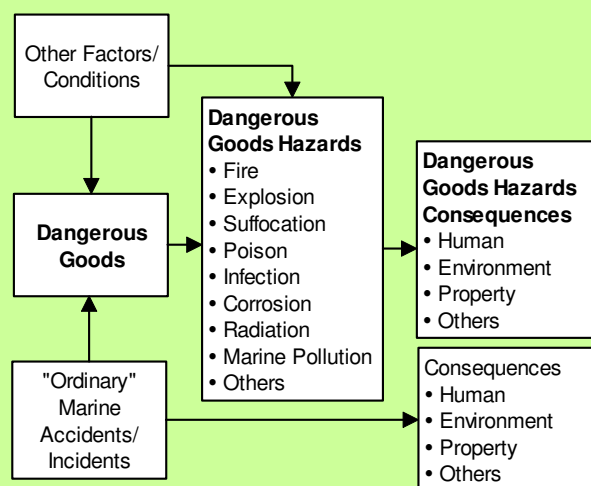 Other Factors/
Conditions
Dangerous
Goods
"Ordinary"
Marine
Accidents/
Incidents
Dangerous
Goods Hazards
• Fire
• Explosion
• Suffocation
• Poison
• Infection
• Corrosion
• Radiation
• Marine Pollution
• Others
Dangerous
Goods Hazards
Consequences
• Human
• Environment
• Property
• Others
Consequences
• Human
• Environment
• Property
• Others